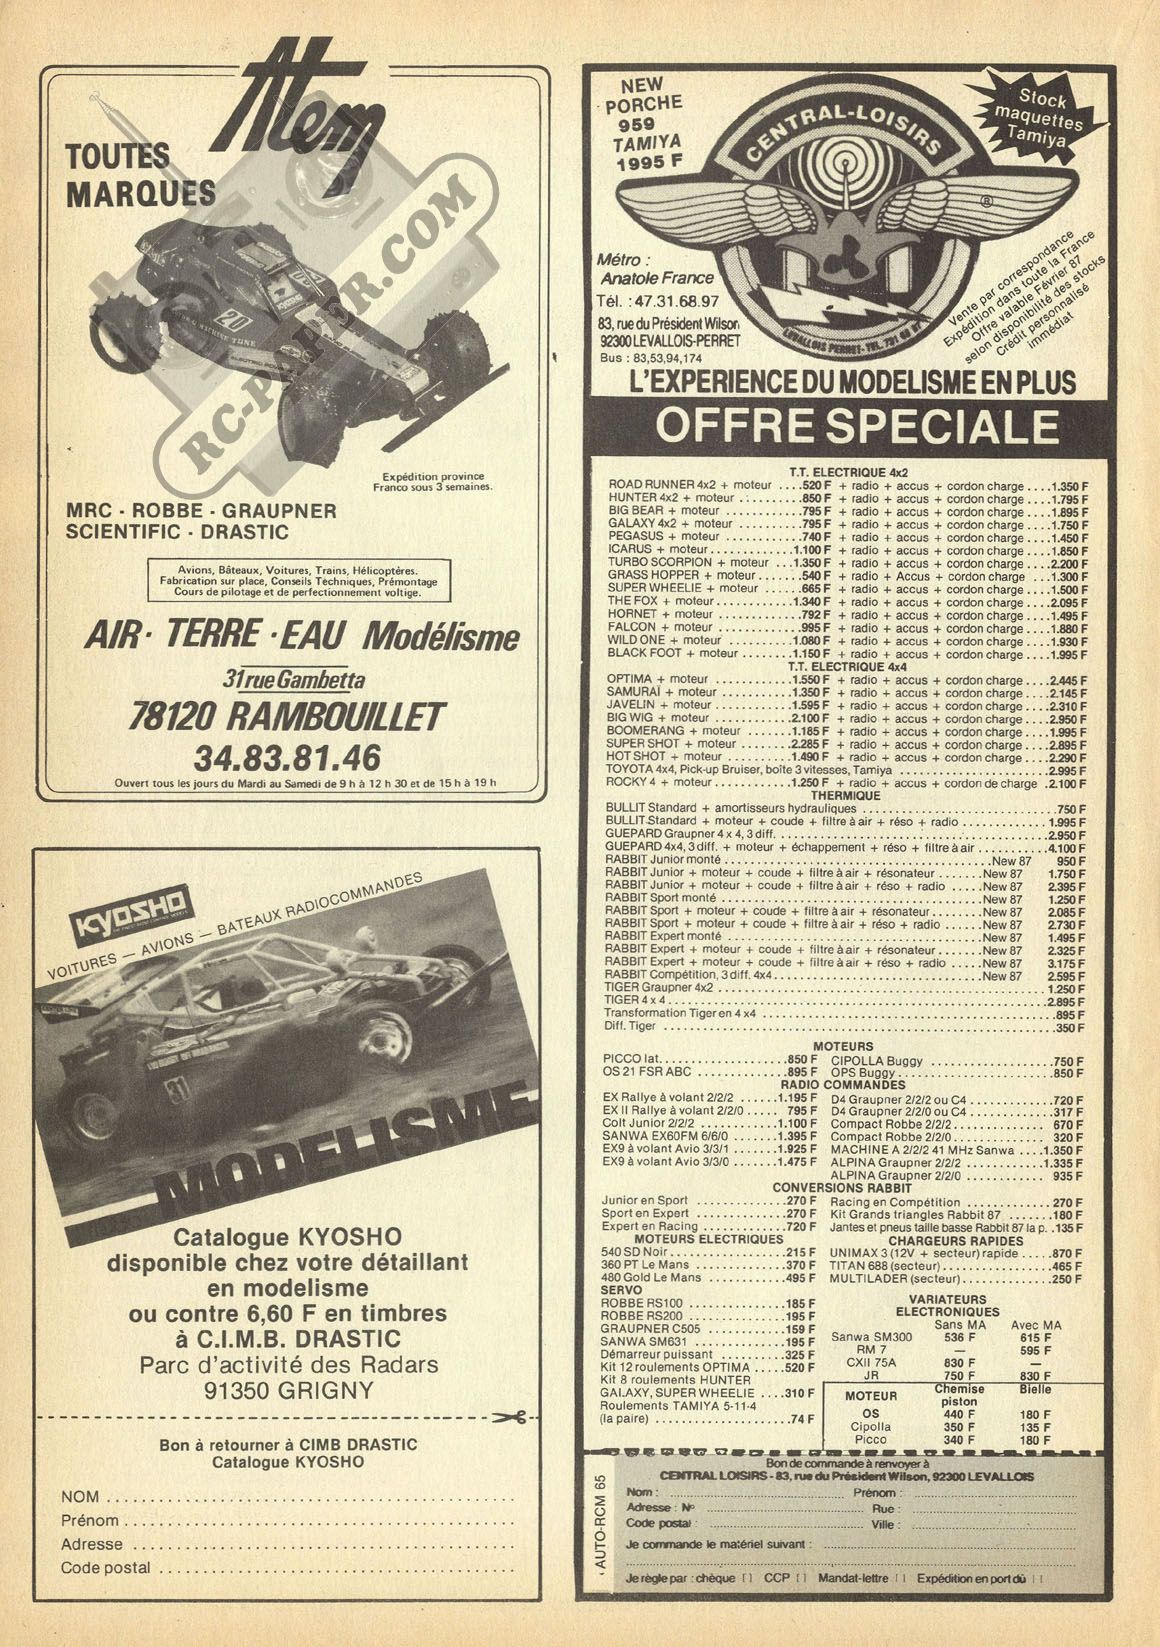 Atem
TOUTES
MARQUES
RC-PAPER.COM
20
Expédition province
Franco sous 3 semaines.
MRC - ROBBE - GRAUPNER
SCIENTIFIC - DRASTIC
Avions, Bâteaux, Voitures, Trains, Hélicoptères.
Fabrication sur place, Conseils Techniques, Prémontage
Cours de pilotage et de perfectionnement voltige.
AIR · TERRE · EAU Modélisme
31 rue Gambetta
78120 RAMBOUILLET
34.83.81.46
Ouvert tous les jours du Mardi au Samedi de 9 h à 12 h 30 et de 15 h à 19 h
KYOSHO
VOITURES — AVIONS — BATEAUX RADIOCOMMANDES
31
MODELISME
Catalogue KYOSHO
disponible chez votre détaillant
en modelisme
ou contre 6,60 F en timbres
à C.I.M.B. DRASTIC
Parc d'activité des Radars
91350 GRIGNY
Bon à retourner à CIMB DRASTIC
Catalogue KYOSHO
NOM
Prénom
Adresse
Code postal
NEW
PORCHE
959
TAMIYA
1995 F
CENTRAL-LOISIRS
®
LEVALLOIS PERRET-TEL. 731 68 97
Stock
maquettes
Tamiya
Métro :
Anatole France
Tél. : 47.31.68.97
83, rue du Président Wilson
92300 LEVALLOIS-PERRET
Bus : 83,53,94,174
Vente par correspondance
Expédition dans toute la France
Offre valable Février 87
selon disponibilité des stocks
Crédit personnalisé
immédiat
L'EXPERIENCE DU MODELISME EN PLUS
OFFRE SPECIALE
T.T. ELECTRIQUE 4x2
ROAD RUNNER 4x2 + moteur ....520 F + radio + accus + cordon charge ....1.350 F
HUNTER 4x2 + moteur ..........850 F + radio + accus + cordon charge ....1.795 F
BIG BEAR + moteur .............795 F + radio + accus + cordon charge ....1.895 F
GALAXY 4x2 + moteur ..........795 F + radio + accus + cordon charge ....1.750 F
PEGASUS + moteur .............740 F + radio + accus + cordon charge ....1.450 F
ICARUS + moteur..............1.100 F + radio + accus + cordon charge ....1.850 F
TURBO SCORPION + moteur ...1.350 F + radio + accus + cordon charge ....2.200 F
GRASS HOPPER + moteur .......540 F + radio + Accus + cordon charge ....1.300 F
SUPER WHEELIE + moteur .......665 F + radio + accus + cordon charge ....1.500 F
THE FOX + moteur.............1.340 F + radio + accus + cordon charge ....2.095 F
HORNET + moteur ..............792 F + radio + accus + cordon charge ....1.495 F
FALCON + moteur ..............995 F + radio + accus + cordon charge ....1.880 F
WILD ONE + moteur............1.080 F + radio + accus + cordon charge ....1.930 F
BLACK FOOT + moteur .........1.150 F + radio + accus + cordon charge ....1.995 F
T.T. ELECTRIQUE 4x4
OPTIMA + moteur .............1.550 F + radio + accus + cordon charge ....2.445 F
SAMURAÏ + moteur ............1.350 F + radio + accus + cordon charge ....2.145 F
JAVELIN + moteur.............1.595 F + radio + accus + cordon charge ....2.310 F
BIG WIG + moteur.............2.100 F + radio + accus + cordon charge ....2.950 F
BOOMERANG + moteur .........1.185 F + radio + accus + cordon charge ....1.995 F
SUPER SHOT + moteur .........2.285 F + radio + accus + cordon charge ....2.895 F
HOT SHOT + moteur............1.490 F + radio + accus + cordon charge ....2.290 F
TOYOTA 4x4, Pick-up Bruiser, boîte 3 vitesses, Tamiya ....2.995 F
ROCKY 4 + moteur.............1.250 F + radio + accus + cordon de charge .2.100 F
THERMIQUE
BULLIT Standard + amortisseurs hydrauliques ....750 F
BULLIT Standard + moteur + coude + filtre à air + réso + radio ....1.995 F
GUEPARD Graupner 4 x 4, 3 diff. ....2.950 F
GUEPARD 4x4, 3 diff. + moteur + échappement + réso + filtre à air ....4.100 F
RABBIT Junior monté ....New 87 950 F
RABBIT Junior + moteur + coude + filtre à air + résonateur ....New 87 1.750 F
RABBIT Junior + moteur + coude + filtre à air + réso + radio ....New 87 2.395 F
RABBIT Sport monté ....New 87 1.250 F
RABBIT Sport + moteur + coude + filtre à air + résonateur ....New 87 2.085 F
RABBIT Sport + moteur + coude + filtre à air + réso + radio ....New 87 2.730 F
RABBIT Expert monté ....New 87 1.495 F
RABBIT Expert + moteur + coude + filtre à air + résonateur ....New 87 2.325 F
RABBIT Expert + moteur + coude + filtre à air + réso + radio ....New 87 3.175 F
RABBIT Compétition, 3 diff. 4x4 ....New 87 2.595 F
TIGER Graupner 4x2 ....1.250 F
TIGER 4 x 4 ....2.895 F
Transformation Tiger en 4 x4 ....895 F
Diff. Tiger ....350 F
MOTEURS
PICCO lat. ....850 F CIPOLLA Buggy ....750 F
OS 21 FSR ABC ....895 F OPS Buggy ....850 F
RADIO COMMANDES
EX Rallye à volant 2/2/2 ....1.195 F D4 Graupner 2/2/2 ou C4 ....720 F
EX II Rallye à volant 2/2/0 ....795 F D4 Graupner 2/2/0 ou C4 ....317 F
Colt Junior 2/2/2 ....1.100 F Compact Robbe 2/2/2 ....670 F
SANWA EX60FM 6/6/0 ....1.395 F Compact Robbe 2/2/0 ....320 F
EX9 à volant Avio 3/3/1 ....1.925 F MACHINE A 2/2/2 41 MHz Sanwa ....1.350 F
EX9 à volant Avio 3/3/0 ....1.475 F ALPINA Graupner 2/2/2 ....1.335 F
ALPINA Graupner 2/2/0 ....935 F
CONVERSIONS RABBIT
Junior en Sport ....270 F Racing en Compétition ....270 F
Sport en Expert ....270 F Kit Grands triangles Rabbit 87 ....180 F
Expert en Racing ....720 F Jantes et pneus taille basse Rabbit 87 la p. .135 F
MOTEURS ELECTRIQUES
540 SD Noir ....215 F
360 PT Le Mans ....370 F
480 Gold Le Mans ....495 F
SERVO
ROBBE RS100 ....185 F
ROBBE RS200 ....195 F
GRAUPNER C505 ....159 F
SANWA SM631 ....195 F
Démarreur puissant ....325 F
Kit 12 roulements OPTIMA ....520 F
Kit 8 roulements HUNTER
GALAXY, SUPER WHEELIE ....310 F
Roulements TAMIYA 5-11-4
(la paire) ....74 F
CHARGEURS RAPIDES
UNIMAX 3 (12V + secteur) rapide ....870 F
TITAN 688 (secteur) ....465 F
MULTILADER (secteur) ....250 F
VARIATEURS
ELECTRONIQUES
Sans MA Avec MA
Sanwa SM300 536 F 615 F
RM 7 — 595 F
CXII 75A 830 F —
JR 750 F 830 F
MOTEUR Chemise piston Bielle
OS 440 F 180 F
Cipolla 350 F 135 F
Picco 340 F 180 F
Bon de commande à renvoyer à
CENTRAL LOISIRS - 83, rue du Président Wilson, 92300 LEVALLOIS
Nom : Prénom :
Adresse : N° Rue :
Code postal : Ville :
Je commande le matériel suivant :
Je règle par : chèque [ ] CCP [ ] Mandat-lettre [ ] Expédition en port dû [ ]
AUTO-RCM 65